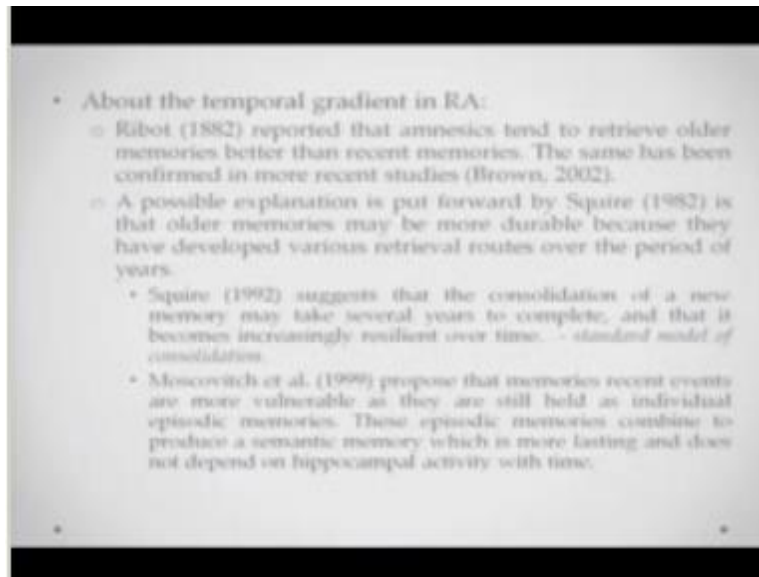 • About the temporal gradient in RA:
o Ribot (1882) reported that amnesics tend to retrieve older
memories better than recent memories. The same has been
confirmed in more recent studies (Brown, 2002).
o A possible explanation is put forward by Squire (1982) is
that older memories may be more durable because they
have developed various retrieval routes over the period of
years.
• Squire (1992) suggests that the consolidation of a new
memory may take several years to complete, and that it
becomes increasingly resilient over time. - standard model of
consolidation.
• Moscovitch et al. (1999) propose that memories recent events
are more vulnerable as they are still held as individual
episodic memories. These episodic memories combine to
produce a semantic memory which is more lasting and does
not depend on hippocampal activity with time.